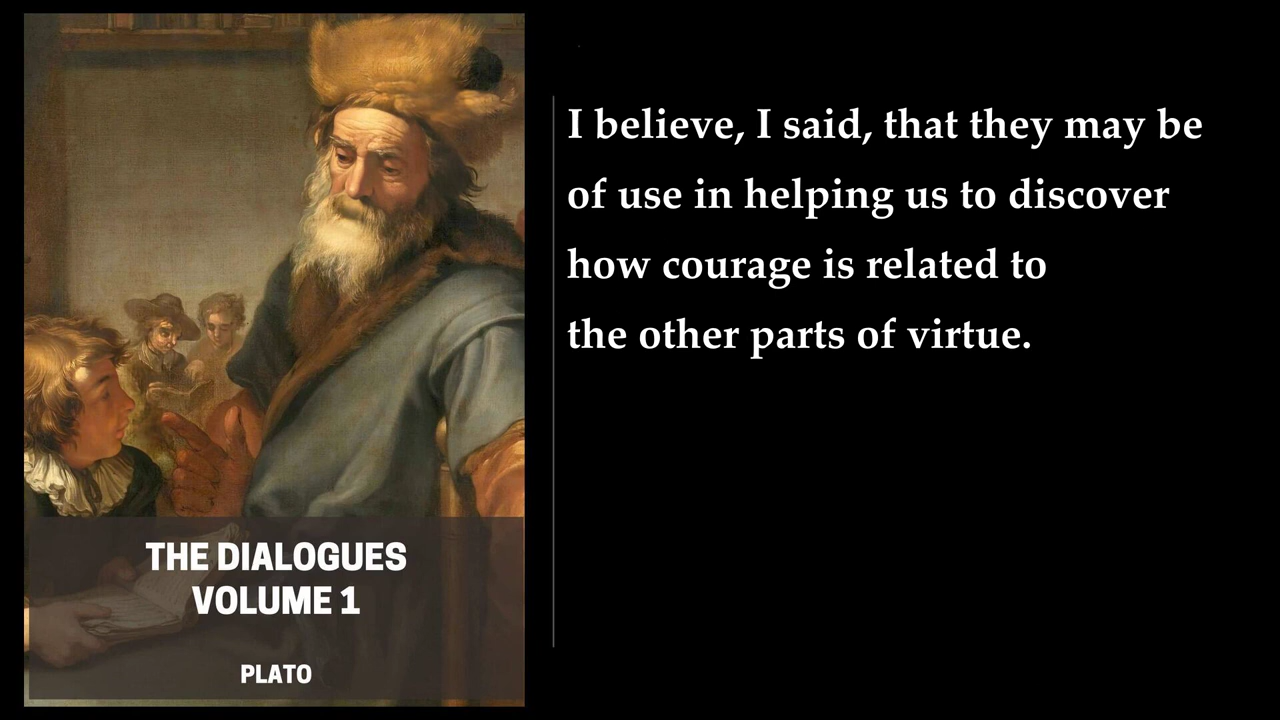 I believe, I said, that they may be
of use in helping us to discover
how courage is related to
the other parts of virtue.
THE DIALOGUES
VOLUME 1
PLATO